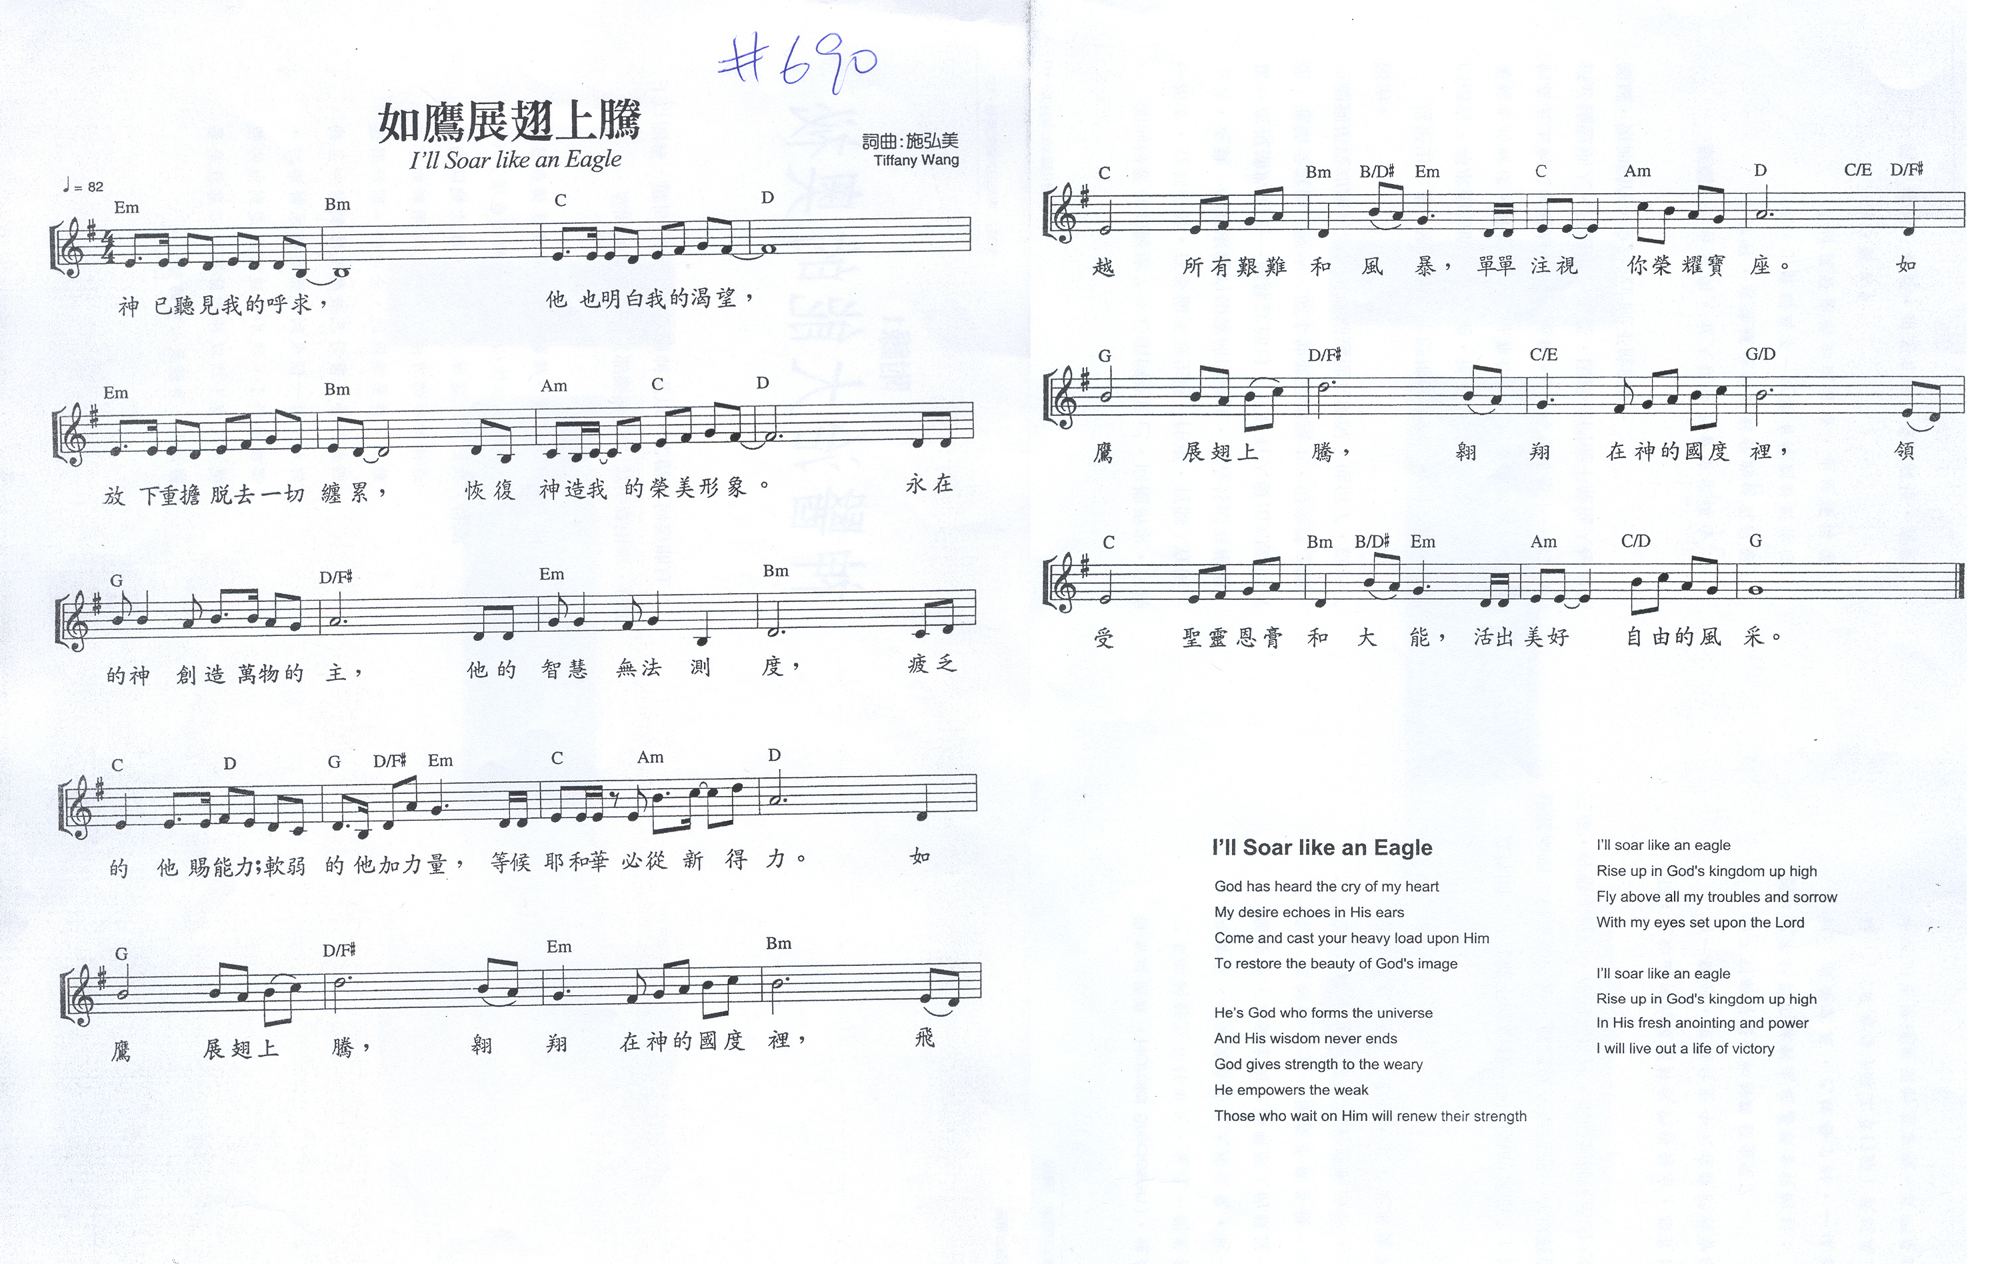 #690
如鷹展翅上騰
I'll Soar like an Eagle
詞曲:施弘美
Tiffany Wang
♩= 82
Em Bm C D
神已聽見我的呼求, 他也明白我的渴望,
Em Bm Am C D
放下重擔脫去一切纏累, 恢復神造我的榮美形象。 永在
G D/F# Em Bm
的神創造萬物的主, 他的智慧無法測度, 疲乏
C D G D/F# Em C Am D
的他賜能力;軟弱的他加力量, 等候耶和華必從新得力。 如
G D/F# Em Bm
鷹展翅上騰, 翱翔在神的國度裡, 飛
C Bm B/D# Em C Am D C/E D/F#
越所有艱難和風暴, 單單注視你榮耀寶座。 如
G D/F# C/E G/D
鷹展翅上騰, 翱翔在神的國度裡, 領
C Bm B/D# Em Am C/D G
受聖靈恩膏和大能, 活出美好自由的風采。
I'll Soar like an Eagle
God has heard the cry of my heart
My desire echoes in His ears
Come and cast your heavy load upon Him
To restore the beauty of God's image
He's God who forms the universe
And His wisdom never ends
God gives strength to the weary
He empowers the weak
Those who wait on Him will renew their strength
I'll soar like an eagle
Rise up in God's kingdom up high
Fly above all my troubles and sorrow
With my eyes set upon the Lord
I'll soar like an eagle
Rise up in God's kingdom up high
In His fresh anointing and power
I will live out a life of victory